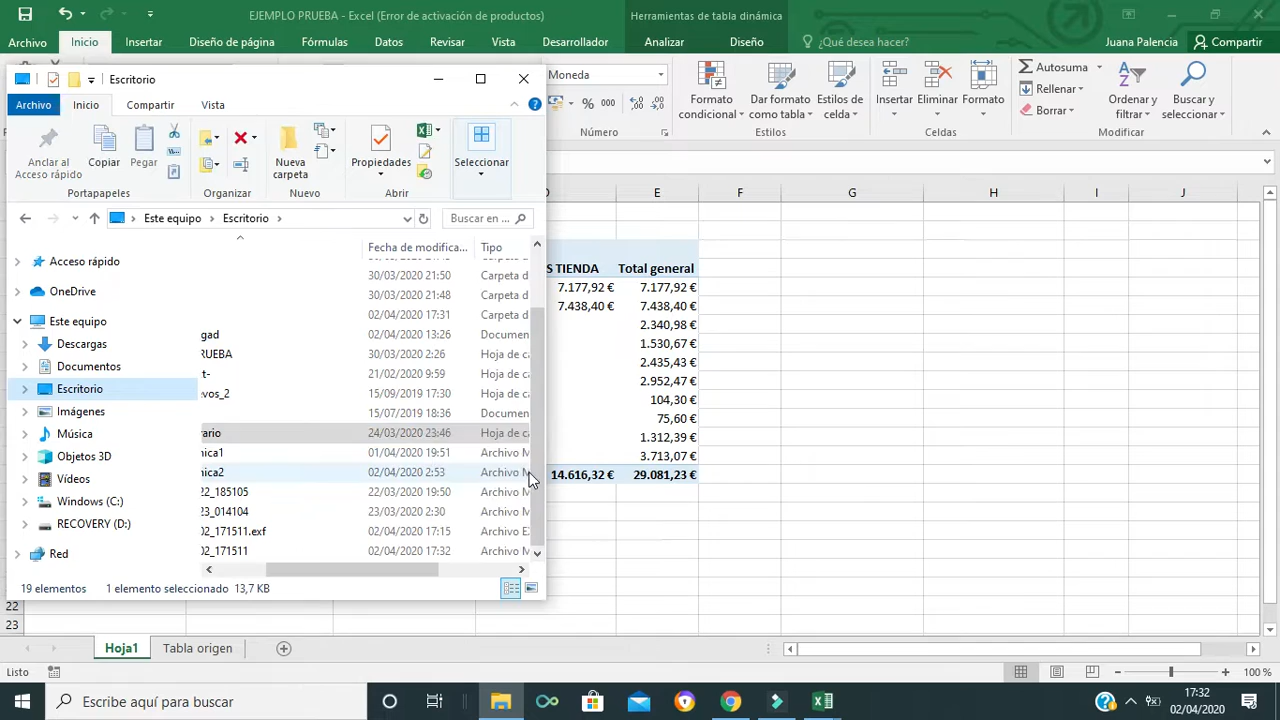 EJEMPLO PRUEBA - Excel (Error de activación de productos)
Herramientas de tabla dinámica
Archivo Inicio Insertar Diseño de página Fórmulas Datos Revisar Vista Desarrollador Analizar Diseño ¿Qué desea hacer? Juana Palencia Compartir
Moneda
% 000
Número
Formato condicional
Dar formato como tabla
Estilos de celda
Estilos
Insertar Eliminar Formato
Celdas
Autosuma
Rellenar
Borrar
Ordenar y filtrar
Buscar y seleccionar
Modificar
Escritorio
Archivo Inicio Compartir Vista
Anclar al Acceso rápido
Copiar
Pegar
Portapapeles
Organizar
Nueva carpeta
Nuevo
Propiedades
Abrir
Seleccionar
Este equipo Escritorio
Buscar en ...
Acceso rápido
OneDrive
Este equipo
Descargas
Documentos
Escritorio
Imágenes
Música
Objetos 3D
Vídeos
Windows (C:)
RECOVERY (D:)
Red
Fecha de modifica... Tipo
30/03/2020 21:50 Carpeta d
30/03/2020 21:48 Carpeta d
02/04/2020 17:31 Carpeta d
gad 02/04/2020 13:26 Documen
RUEBA 30/03/2020 2:26 Hoja de cá
t- 21/02/2020 9:59 Hoja de cá
evos_2 15/09/2019 17:30 Hoja de cá
15/07/2019 18:36 Documen
rario 24/03/2020 23:46 Hoja de cá
nica1 01/04/2020 19:51 Archivo M
nica2 02/04/2020 2:53 Archivo M
22_185105 22/03/2020 19:50 Archivo M
23_014104 23/03/2020 2:30 Archivo M
02_171511.exf 02/04/2020 17:15 Archivo E
02_171511 02/04/2020 17:32 Archivo M
19 elementos 1 elemento seleccionado 13,7 KB
E F G H I J
S TIENDA Total general
7.177,92 € 7.177,92 €
7.438,40 € 7.438,40 €
2.340,98 €
1.530,67 €
2.435,43 €
2.952,47 €
104,30 €
75,60 €
1.312,39 €
3.713,07 €
14.616,32 € 29.081,23 €
22
23
Hoja1 Tabla origen
Listo
100 %
Escribe aquí para buscar
17:32
02/04/2020